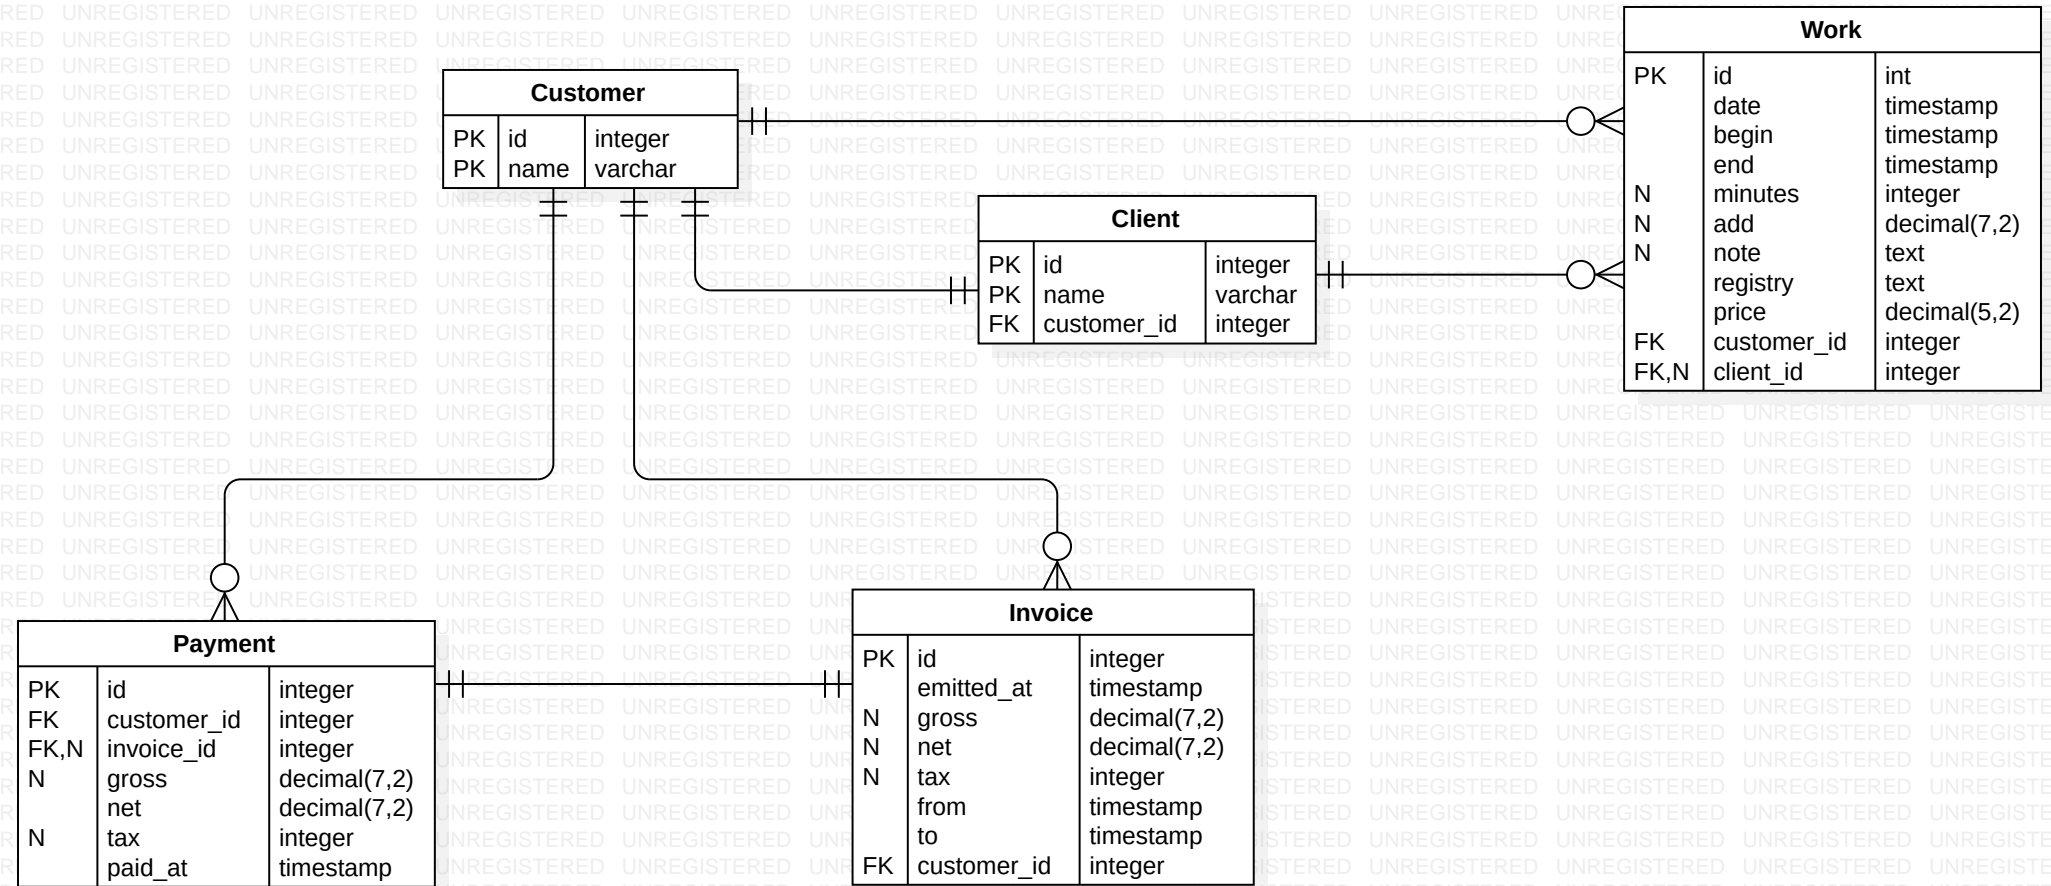 Work
PK id int
date timestamp
begin timestamp
end timestamp
N minutes integer
N add decimal(7,2)
N note text
registry text
price decimal(5,2)
FK customer_id integer
FK,N client_id integer
Customer
PK id integer
PK name varchar
Client
PK id integer
PK name varchar
FK customer_id integer
Payment
PK id integer
FK customer_id integer
FK,N invoice_id integer
N gross decimal(7,2)
net decimal(7,2)
N tax integer
paid_at timestamp
Invoice
PK id integer
emitted_at timestamp
N gross decimal(7,2)
N net decimal(7,2)
N tax integer
from timestamp
to timestamp
FK customer_id integer
UNREGISTERED